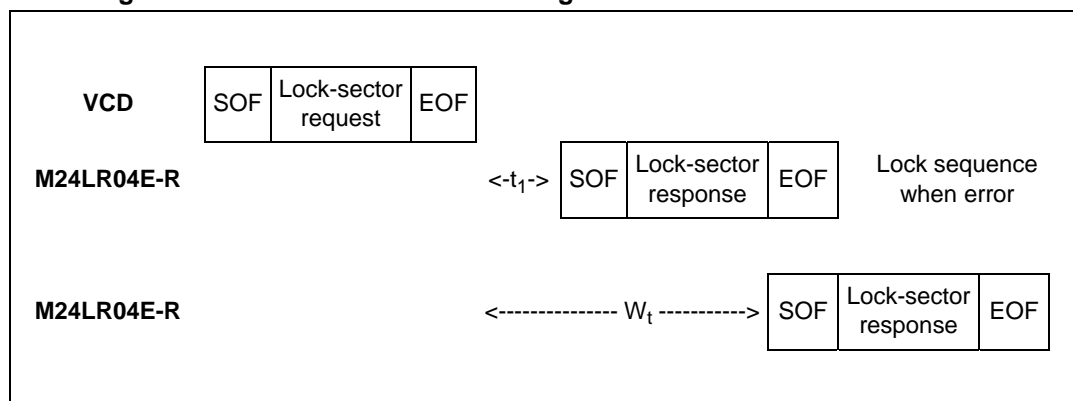 VCD SOF Lock-sector request EOF
M24LR04E-R <-t1-> SOF Lock-sector response EOF Lock sequence when error
M24LR04E-R <--------------- Wt -----------> SOF Lock-sector response EOF